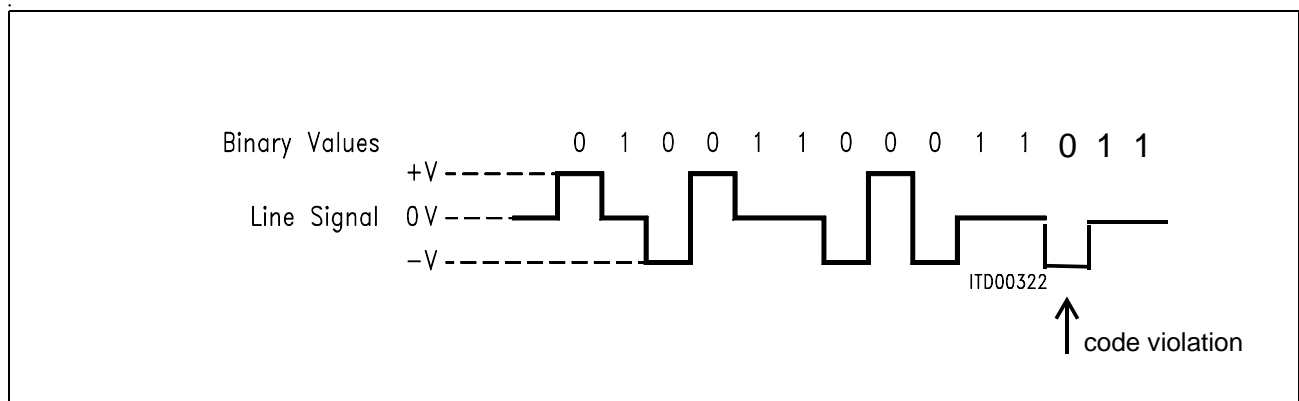 Binary Values 0 1 0 0 1 1 0 0 0 1 1 0 1 1
+V
Line Signal 0V
-V
ITD00322
code violation